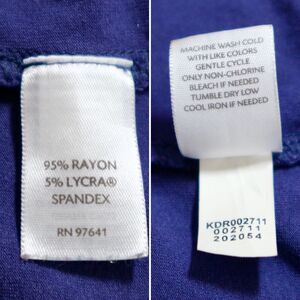 95% RAYON
5% LYCRA®
SPANDEX
RN 97641
MACHINE WASH COLD
WITH LIKE COLORS
GENTLE CYCLE
ONLY NON-CHLORINE
BLEACH IF NEEDED
TUMBLE DRY LOW
COOL IRON IF NEEDED
KDR002711
002711
202054